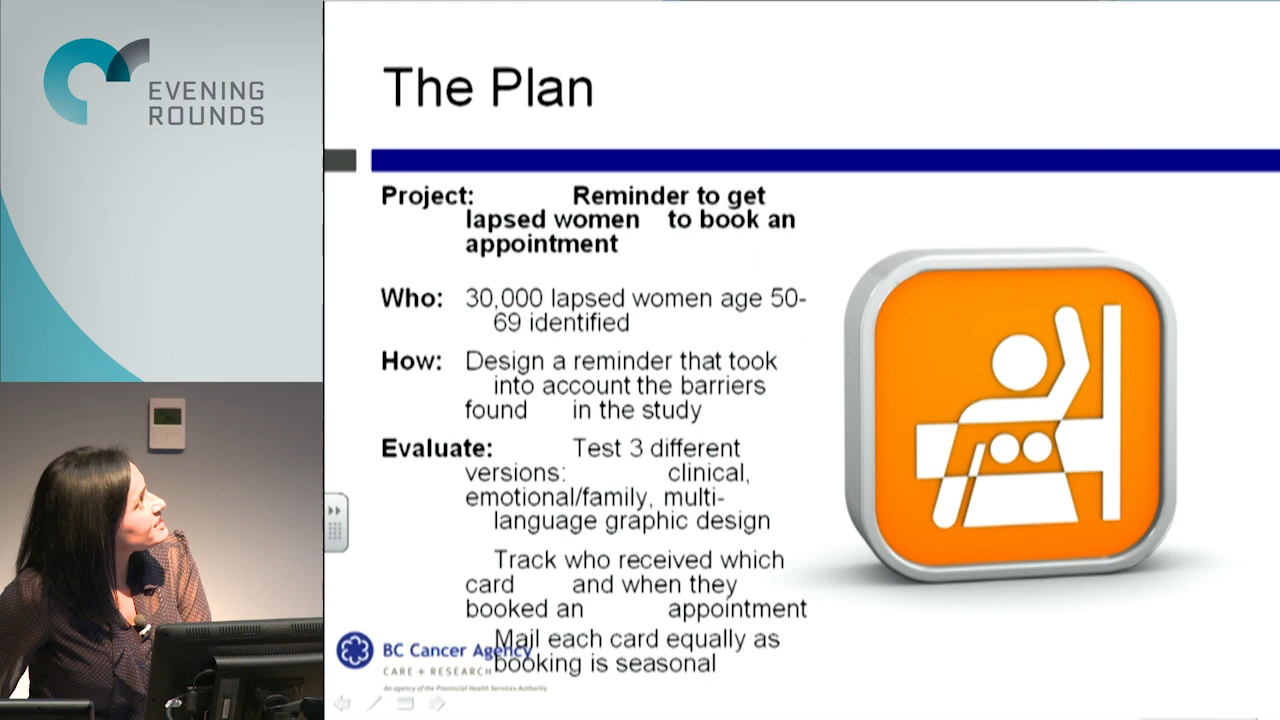 EVENING
ROUNDS
The Plan
Project: Reminder to get
lapsed women to book an
appointment
Who: 30,000 lapsed women age 50-
69 identified
How: Design a reminder that took
into account the barriers
found in the study
Evaluate: Test 3 different
versions: clinical,
emotional/family, multi-
language graphic design
Track who received which
card and when they
booked an appointment
Mail each card equally as
booking is seasonal
BC Cancer Agency
CARE + RESEARCH
An agency of the Provincial Health Services Authority